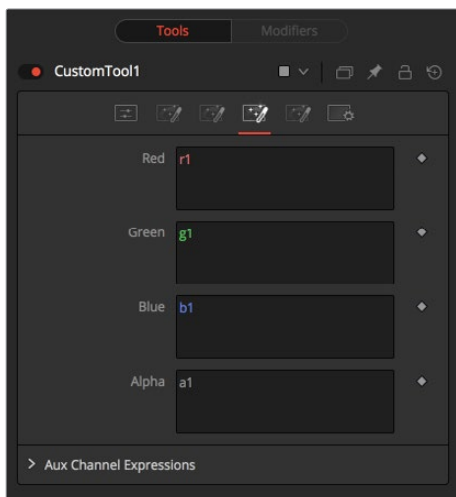 Tools Modifiers
CustomTool1
Red r1
Green g1
Blue b1
Alpha a1
Aux Channel Expressions